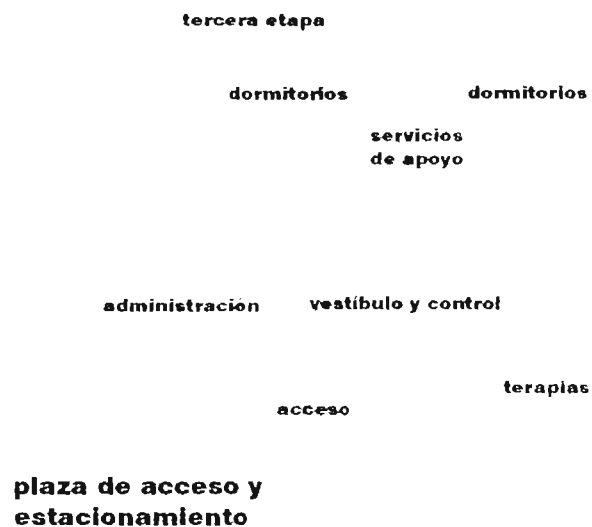 tercera etapa
dormitorios
dormitorios
servicios
de apoyo
administración
vestíbulo y control
terapias
acceso
plaza de acceso y
estacionamiento